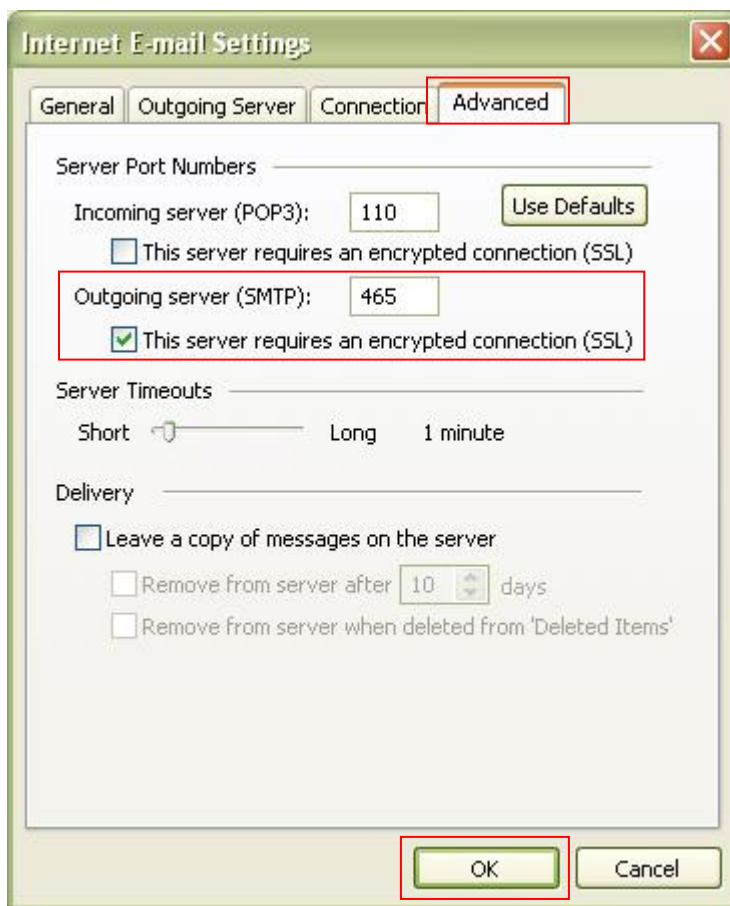 Internet E-mail Settings
General Outgoing Server Connection Advanced
Server Port Numbers
Incoming server (POP3): 110 Use Defaults
This server requires an encrypted connection (SSL)
Outgoing server (SMTP): 465
This server requires an encrypted connection (SSL)
Server Timeouts
Short Long 1 minute
Delivery
Leave a copy of messages on the server
Remove from server after 10 days
Remove from server when deleted from 'Deleted Items'
OK Cancel